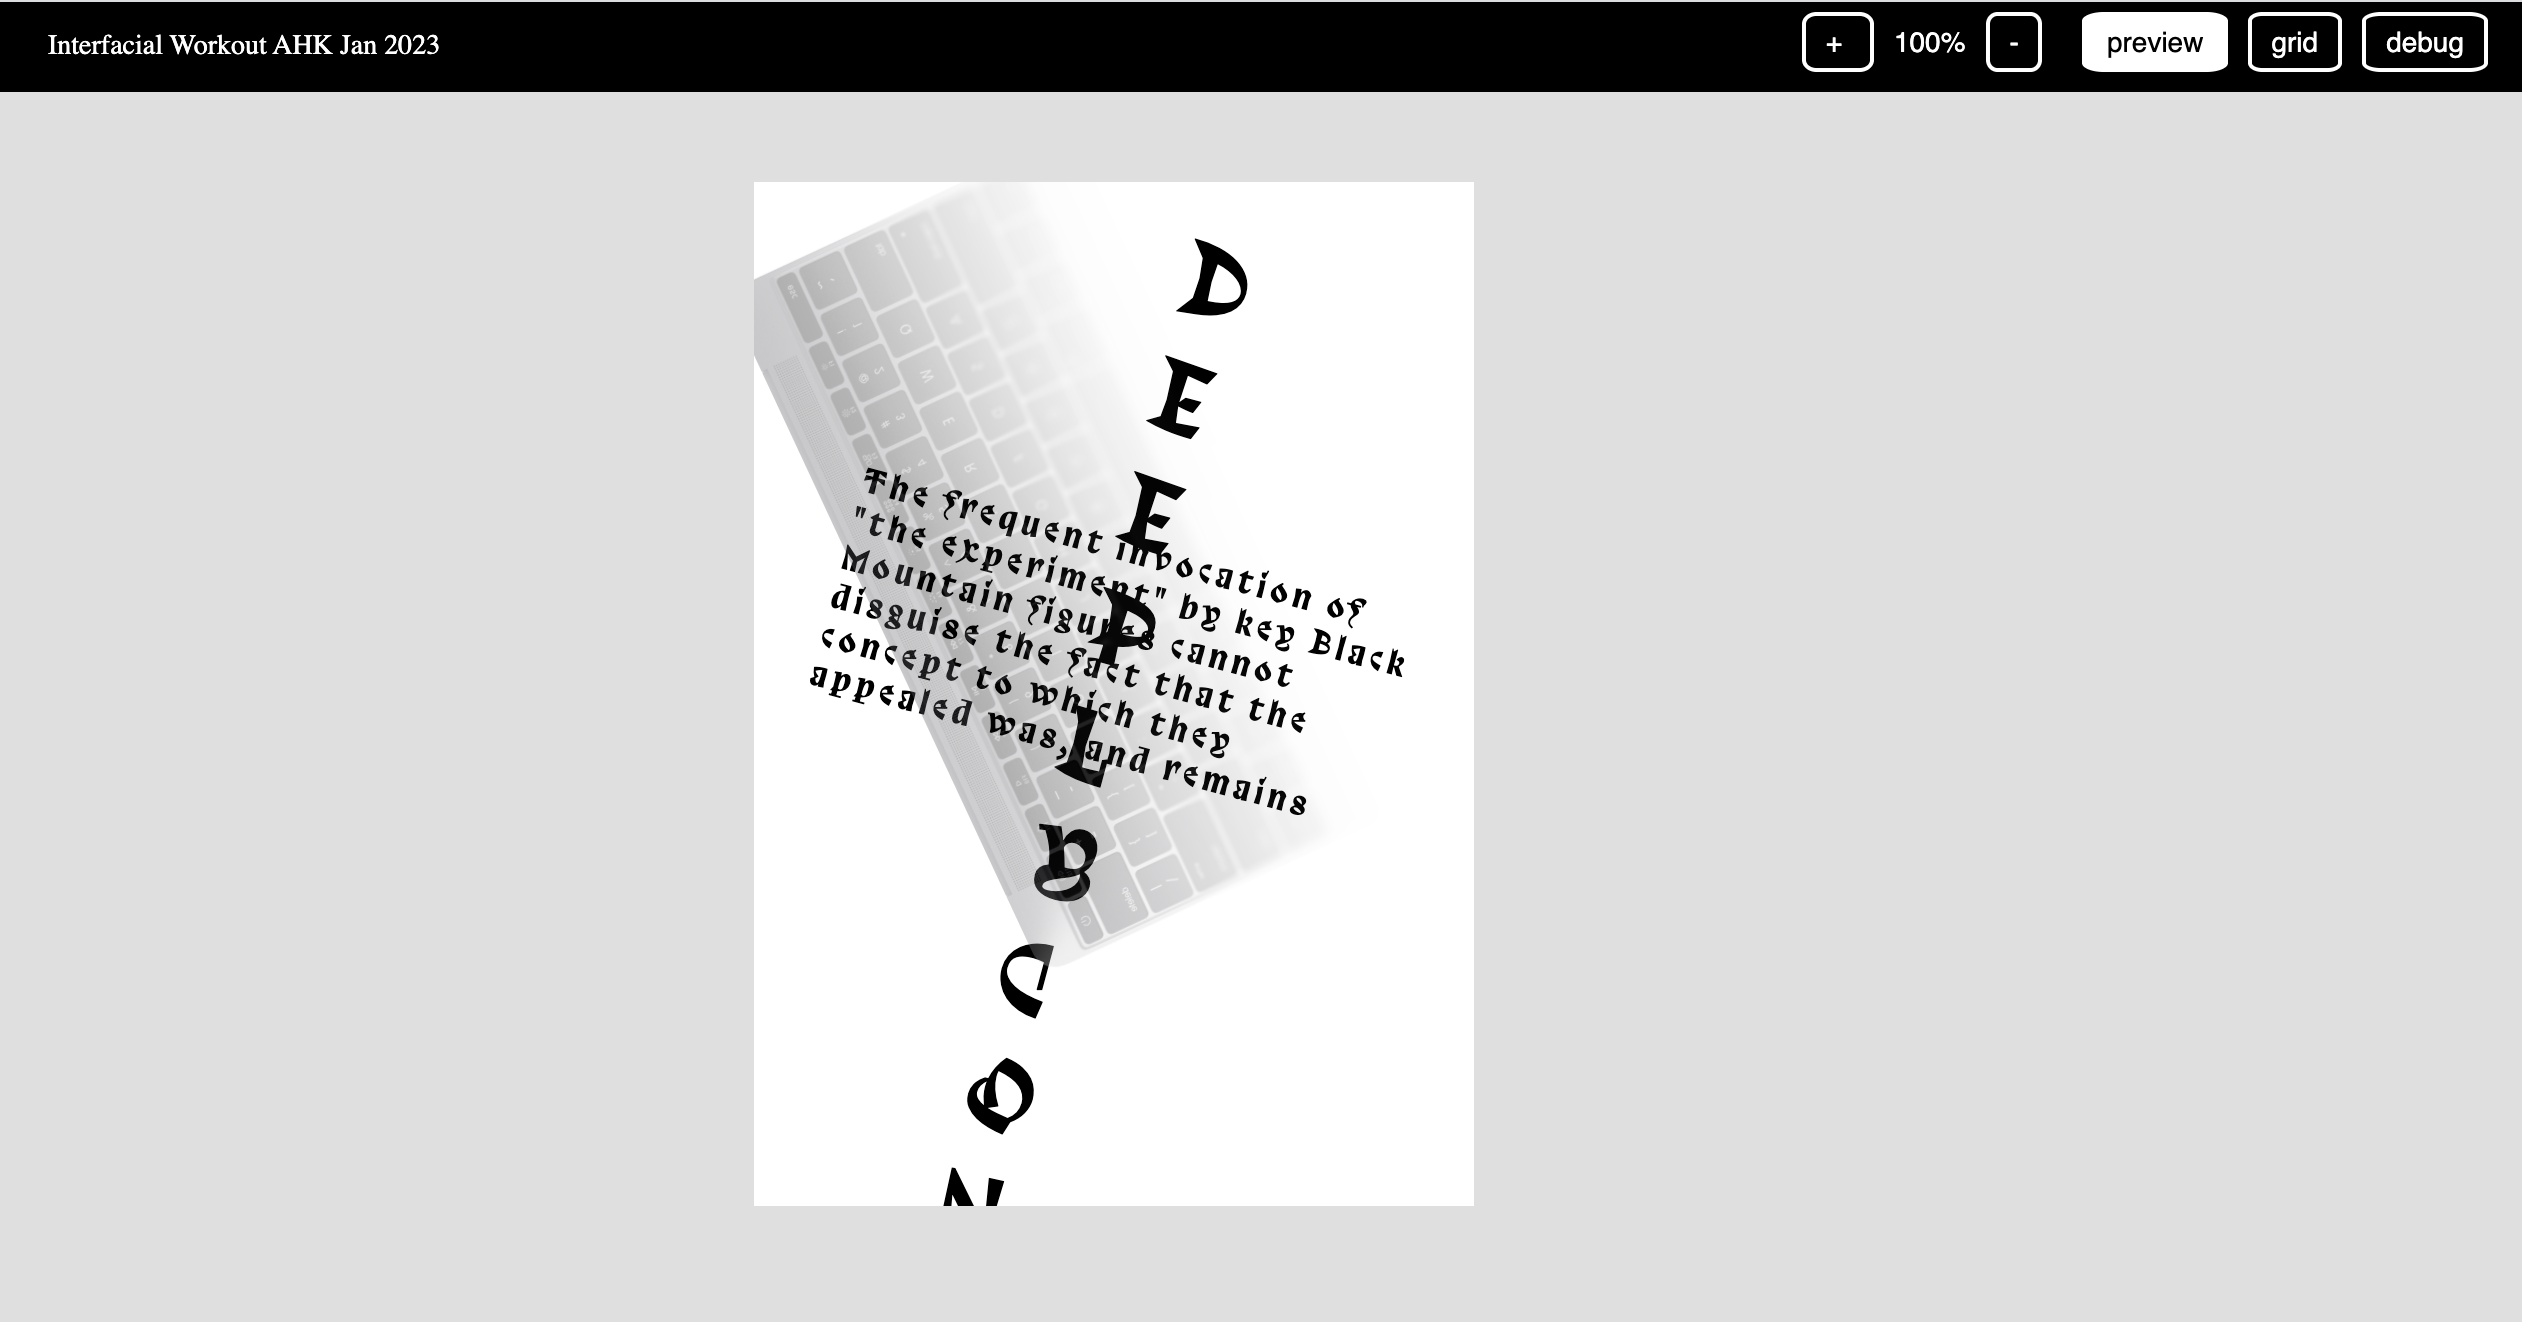 Interfacial Workout AHK Jan 2023
+ 100% - preview grid debug
D
E
E
P
L
y
C
O
N
The frequent invocation of
"the experiment" by key Black
Mountain figures cannot
disguise the fact that the
concept to which they
appealed was, and remains